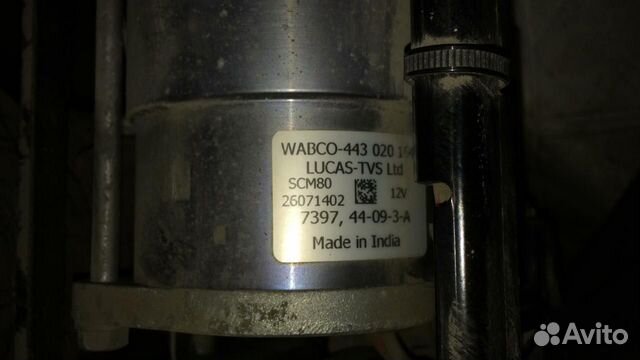 WABCO-443 020
LUCAS-TVS Ltd
SCM80
26071402
12V
7397, 44-09-3-A
Made in India
Avito